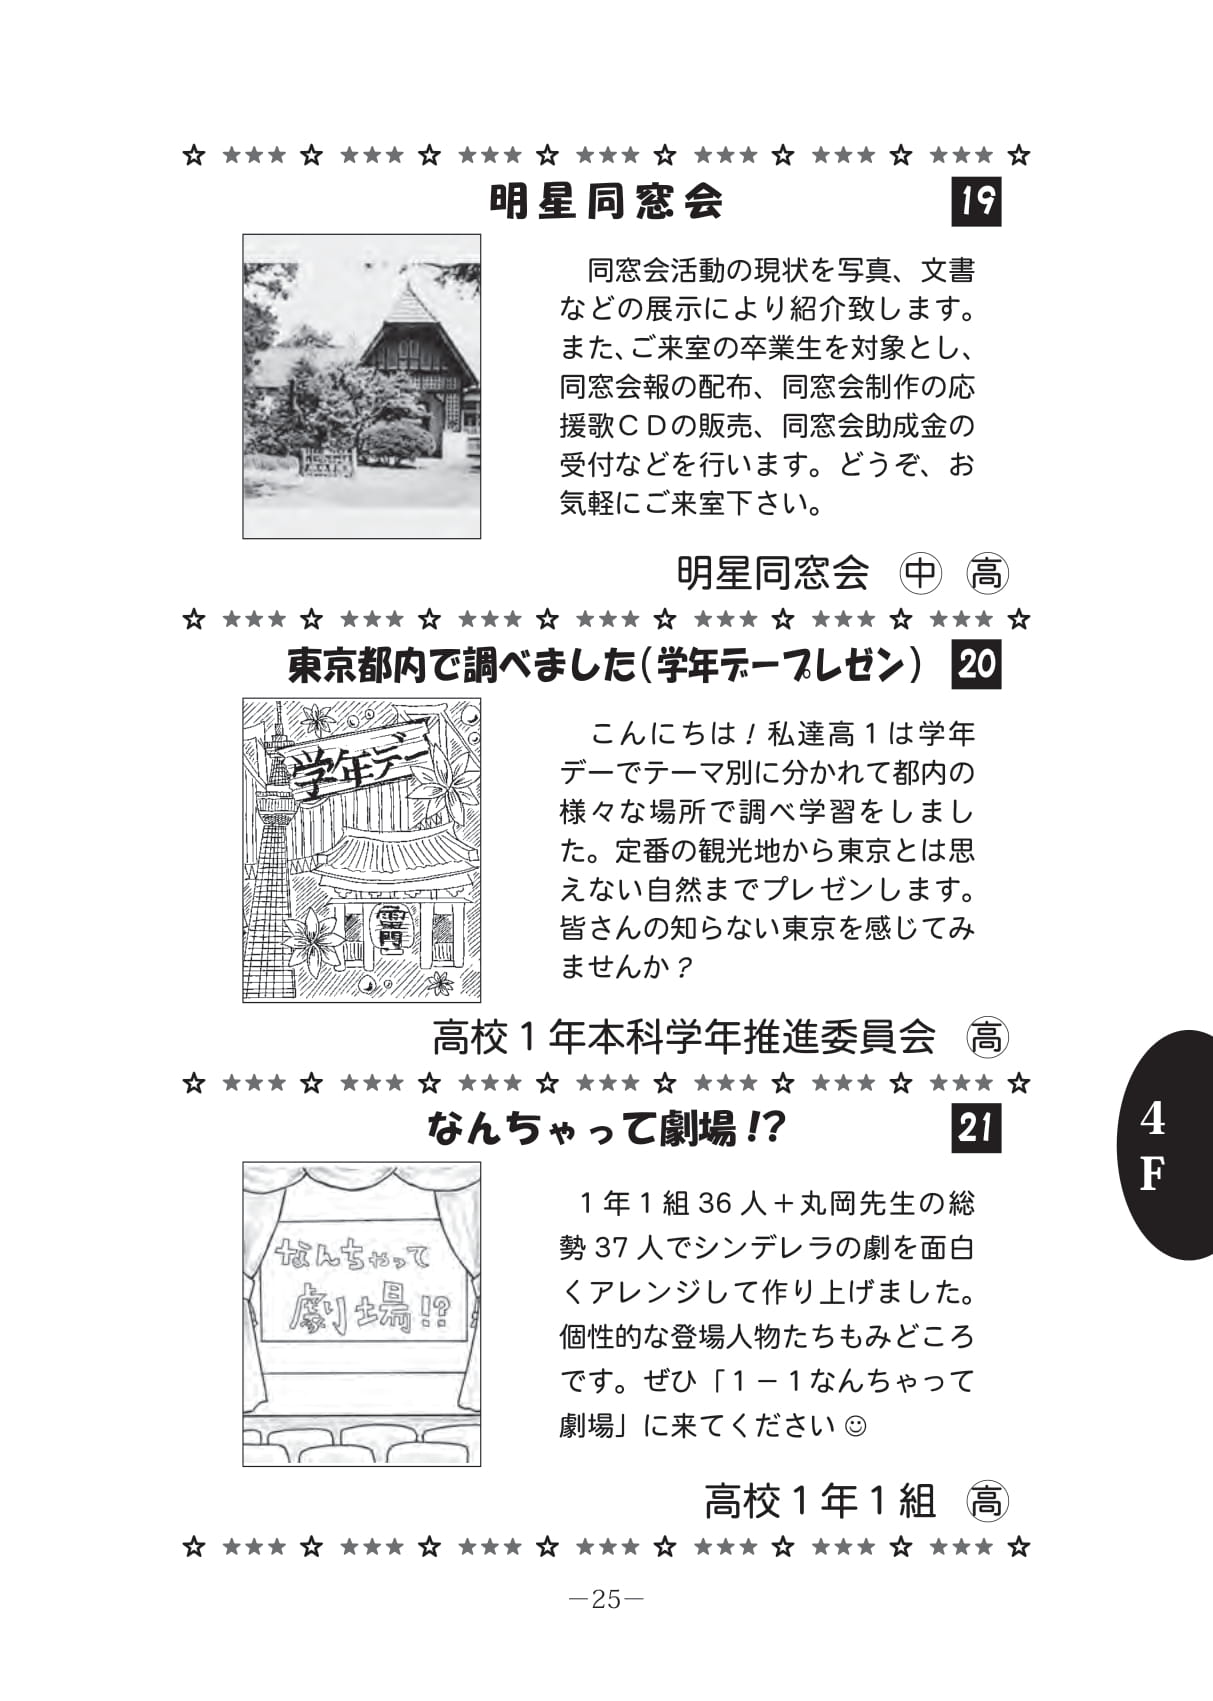 ☆ ★★★ ☆ ★★★ ☆ ★★★ ☆ ★★★ ☆ ★★★ ☆ ★★★ ☆ ★★★ ☆
明星同窓会 19
同窓会活動の現状を写真、文書
などの展示により紹介致します。
また、ご来室の卒業生を対象とし、
同窓会報の配布、同窓会制作の応
援歌ＣＤの販売、同窓会助成金の
受付などを行います。どうぞ、お
気軽にご来室下さい。
明星同窓会 ㊥ 高
☆ ★★★ ☆ ★★★ ☆ ★★★ ☆ ★★★ ☆ ★★★ ☆ ★★★ ☆ ★★★ ☆
東京都内で調べました（学年デープレゼン） 20
学年デー
雷門
こんにちは！私達高１は学年
デーでテーマ別に分かれて都内の
様々な場所で調べ学習をしまし
た。定番の観光地から東京とは思
えない自然までプレゼンします。
皆さんの知らない東京を感じてみ
ませんか？
高校１年本科学年推進委員会 高
☆ ★★★ ☆ ★★★ ☆ ★★★ ☆ ★★★ ☆ ★★★ ☆ ★★★ ☆ ★★★ ☆
なんちゃって劇場!? 21
なんちゃって
劇場!?
１年１組 36 人＋丸岡先生の総
勢 37 人でシンデレラの劇を面白
くアレンジして作り上げました。
個性的な登場人物たちもみどころ
です。ぜひ「１－１なんちゃって
劇場」に来てください☺
高校１年１組 高
☆ ★★★ ☆ ★★★ ☆ ★★★ ☆ ★★★ ☆ ★★★ ☆ ★★★ ☆ ★★★ ☆
4
F
―25―